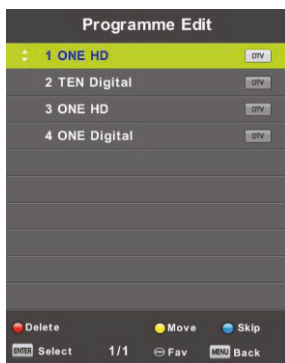 Programme Edit
1 ONE HD DTV
2 TEN Digital DTV
3 ONE HD DTV
4 ONE Digital DTV
Delete Move Skip
ENTER Select 1/1 Fav MENU Back